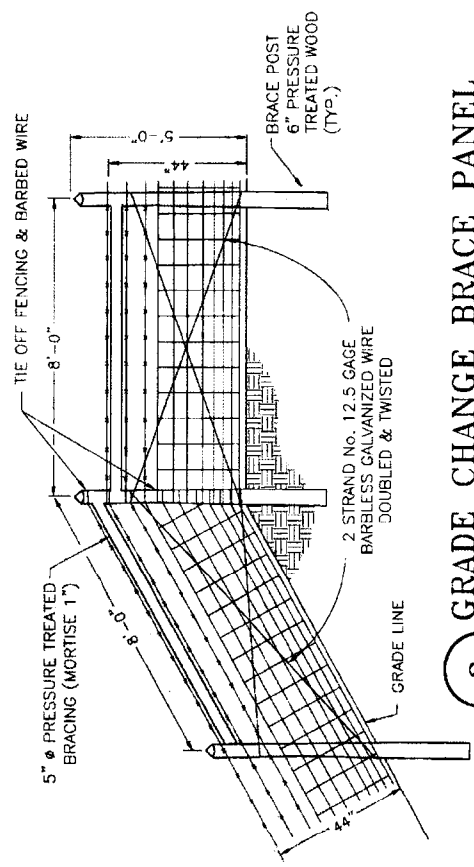 TIE OFF FENCING & BARBED WIRE
5" ø PRESSURE TREATED
BRACING (MORTISE 1")
8'-0"
8'-0"
44"
5'-0"
BRACE POST
6" PRESSURE
TREATED WOOD
(TYP.)
2 STRAND No. 12.5 GAGE
BARBLESS GALVANIZED WIRE
DOUBLED & TWISTED
GRADE LINE
44"
GRADE CHANGE BRACE PANEL